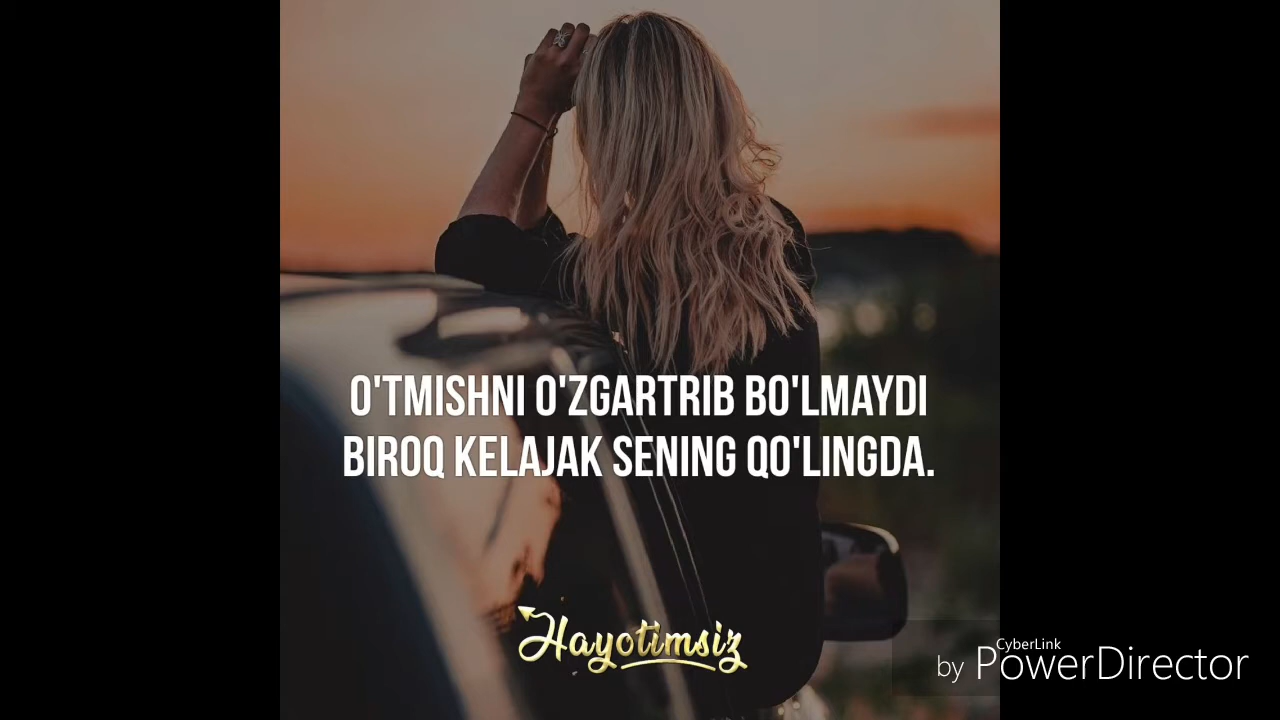 O'TMISHNI O'ZGARTRIB BO'LMAYDI
BIROQ KELAJAK SENING QO'LINGDA.
Hayotimsiz
CyberLink
by PowerDirector